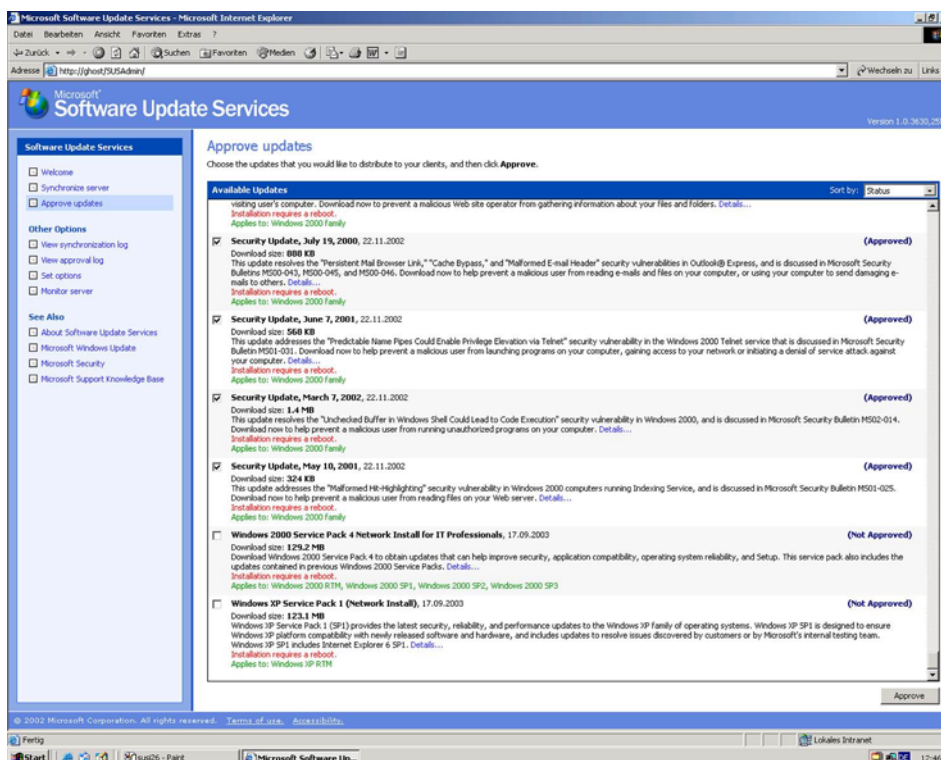 Microsoft Software Update Services - Microsoft Internet Explorer
Datei Bearbeiten Ansicht Favoriten Extras ?
Zurück Suchen Favoriten Medien
Adresse http://ghost/SUSAdmin/ Wechseln zu Links
Microsoft
Software Update Services
Version 1.0.3630,25
Software Update Services
Welcome
Synchronize server
Approve updates
Other Options
View synchronization log
View approval log
Set options
Monitor server
See Also
About Software Update Services
Microsoft Windows Update
Microsoft Security
Microsoft Support Knowledge Base
Approve updates
Choose the updates that you would like to distribute to your clients, and then click Approve.
Available Updates Sort by: Status
visiting user's computer. Download now to prevent a malicious Web site operator from gathering information about your files and folders. Details...
Installation requires a reboot.
Applies to: Windows 2000 family
Security Update, July 19, 2000, 22.11.2002 (Approved)
Download size: 888 KB
This update resolves the "Persistent Mail Browser Link," "Cache Bypass," and "Malformed E-mail Header" security vulnerabilities in Outlook® Express, and is discussed in Microsoft Security
Bulletins MS00-043, MS00-045, and MS00-046. Download now to help prevent a malicious user from reading e-mails and files on your computer, or using your computer to send damaging e-
mails to others. Details...
Installation requires a reboot.
Applies to: Windows 2000 family
Security Update, June 7, 2001, 22.11.2002 (Approved)
Download size: 560 KB
This update addresses the "Predictable Name Pipes Could Enable Privilege Elevation via Telnet" security vulnerability in the Windows 2000 Telnet service that is discussed in Microsoft Security
Bulletin MS01-031. Download now to help prevent a malicious user from launching programs on your computer, gaining access to your network or initiating a denial of service attack against
your computer. Details...
Installation requires a reboot.
Applies to: Windows 2000 family
Security Update, March 7, 2002, 22.11.2002 (Approved)
Download size: 1.4 MB
This update resolves the "Unchecked Buffer in Windows Shell Could Lead to Code Execution" security vulnerability in Windows 2000, and is discussed in Microsoft Security Bulletin MS02-014.
Download now to help prevent a malicious user from running unauthorized programs on your computer. Details...
Installation requires a reboot.
Applies to: Windows 2000 family
Security Update, May 10, 2001, 22.11.2002 (Approved)
Download size: 324 KB
This update addresses the "Malformed Hit-Highlighting" security vulnerability in Windows 2000 computers running Indexing Service, and is discussed in Microsoft Security Bulletin MS01-025.
Download now to help prevent a malicious user from reading files on your Web server. Details...
Installation requires a reboot.
Applies to: Windows 2000 family
Windows 2000 Service Pack 4 Network Install for IT Professionals, 17.09.2003 (Not Approved)
Download size: 129.2 MB
Download Windows 2000 Service Pack 4 to obtain updates that can help improve security, application compatibility, operating system reliability, and Setup. This service pack also includes the
updates contained in previous Windows 2000 Service Packs. Details...
Installation requires a reboot.
Applies to: Windows 2000 RTM, Windows 2000 SP1, Windows 2000 SP2, Windows 2000 SP3
Windows XP Service Pack 1 (Network Install), 17.09.2003 (Not Approved)
Download size: 123.1 MB
Windows XP Service Pack 1 (SP1) provides the latest security, reliability, and performance updates to the Windows XP family of operating systems. Windows XP SP1 is designed to ensure
Windows XP platform compatibility with newly released software and hardware, and includes updates to resolve issues discovered by customers or by Microsoft's internal testing team.
Windows XP SP1 includes Internet Explorer 6 SP1. Details...
Installation requires a reboot.
Applies to: Windows XP RTM
Approve
© 2002 Microsoft Corporation. All rights reserved. Terms of use. Accessibility.
Fertig Lokales Intranet
Start susi26 - Paint Microsoft Software Up... DE 12:46